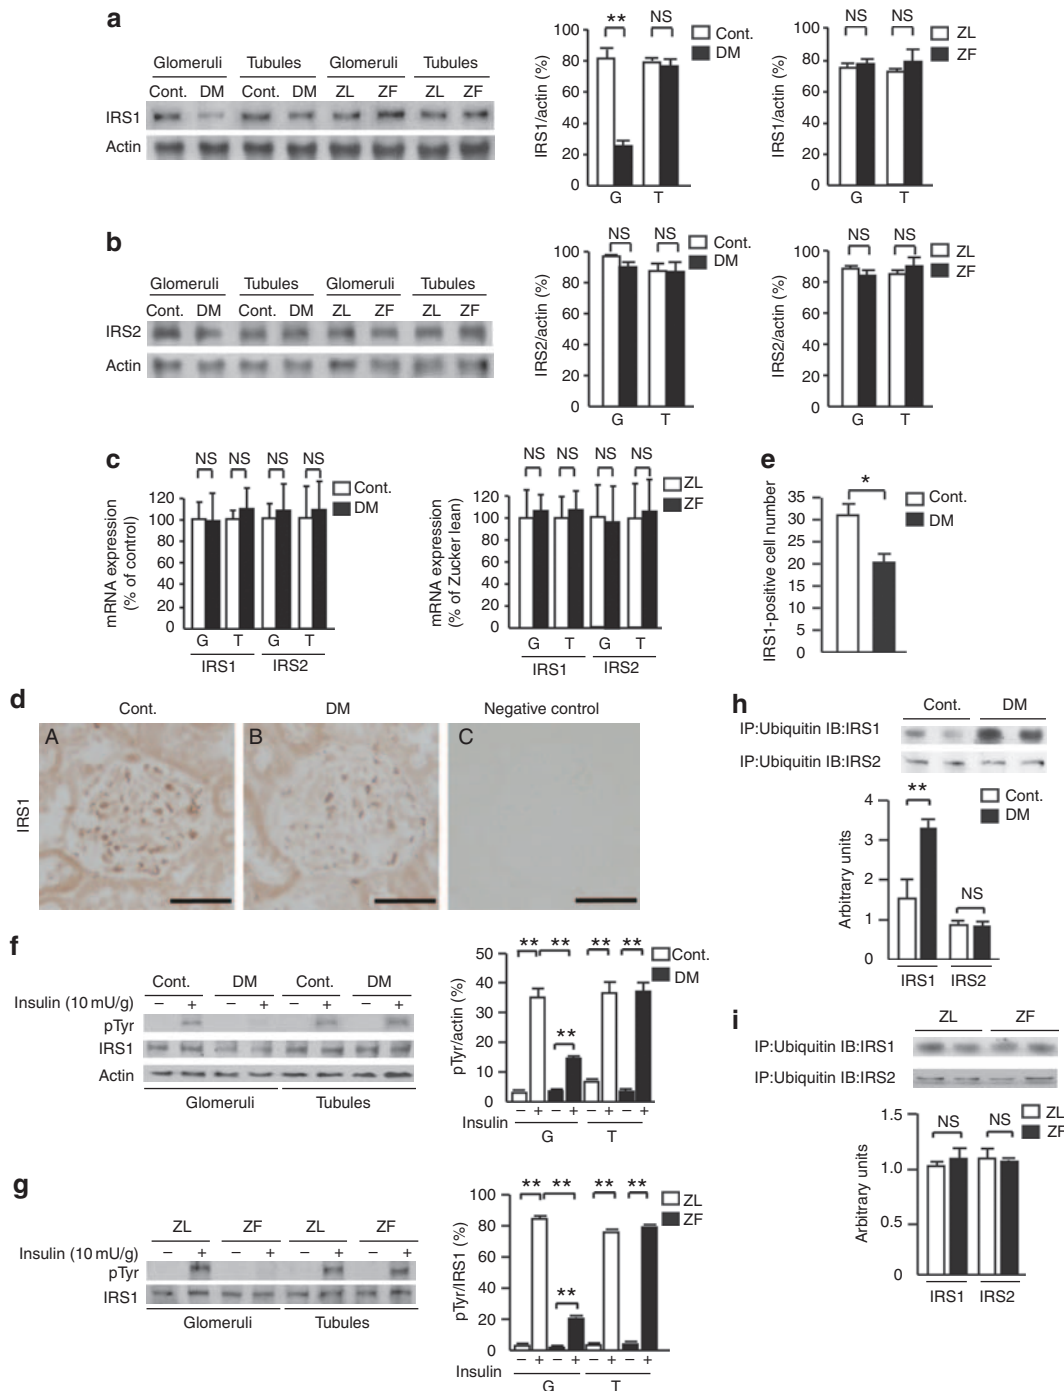 a
Glomeruli Tubules Glomeruli Tubules
Cont. DM Cont. DM ZL ZF ZL ZF
IRS1
Actin
IRS1/actin (%)
100
80
60
40
20
0
** NS
Cont.
DM
G T
IRS1/actin (%)
100
80
60
40
20
0
NS NS
ZL
ZF
G T
b
Glomeruli Tubules Glomeruli Tubules
Cont. DM Cont. DM ZL ZF ZL ZF
IRS2
Actin
IRS2/actin (%)
100
80
60
40
20
0
NS NS
Cont.
DM
G T
IRS2/actin (%)
100
80
60
40
20
0
NS NS
ZL
ZF
G T
c
mRNA expression
(% of control)
120
100
80
60
40
20
0
NS NS NS NS
Cont.
DM
G T G T
IRS1 IRS2
mRNA expression
(% of Zucker lean)
120
100
80
60
40
20
0
NS NS NS NS
ZL
ZF
G T G T
IRS1 IRS2
e
IRS1-positive cell number
35
30
25
20
15
10
5
0
*
Cont.
DM
d
Cont. DM Negative control
IRS1
A B C
h
Cont. DM
IP:Ubiquitin IB:IRS1
IP:Ubiquitin IB:IRS2
Arbitrary units
4
3
2
1
0
** NS
Cont.
DM
IRS1 IRS2
f
Cont. DM Cont. DM
Insulin (10 mU/g) − + − + − + − +
pTyr
IRS1
Actin
Glomeruli Tubules
pTyr/actin (%)
50
40
30
20
10
0
** ** ** **
**
Cont.
DM
Insulin − + − + − + − +
G T
i
ZL ZF
IP:Ubiquitin IB:IRS1
IP:Ubiquitin IB:IRS2
Arbitrary units
1.5
1.0
0.5
0
NS NS
ZL
ZF
IRS1 IRS2
g
ZL ZF ZL ZF
Insulin (10 mU/g) − + − + − + − +
pTyr
IRS1
Glomeruli Tubules
pTyr/IRS1 (%)
100
80
60
40
20
0
** ** ** **
**
ZL
ZF
Insulin − + − + − + − +
G T